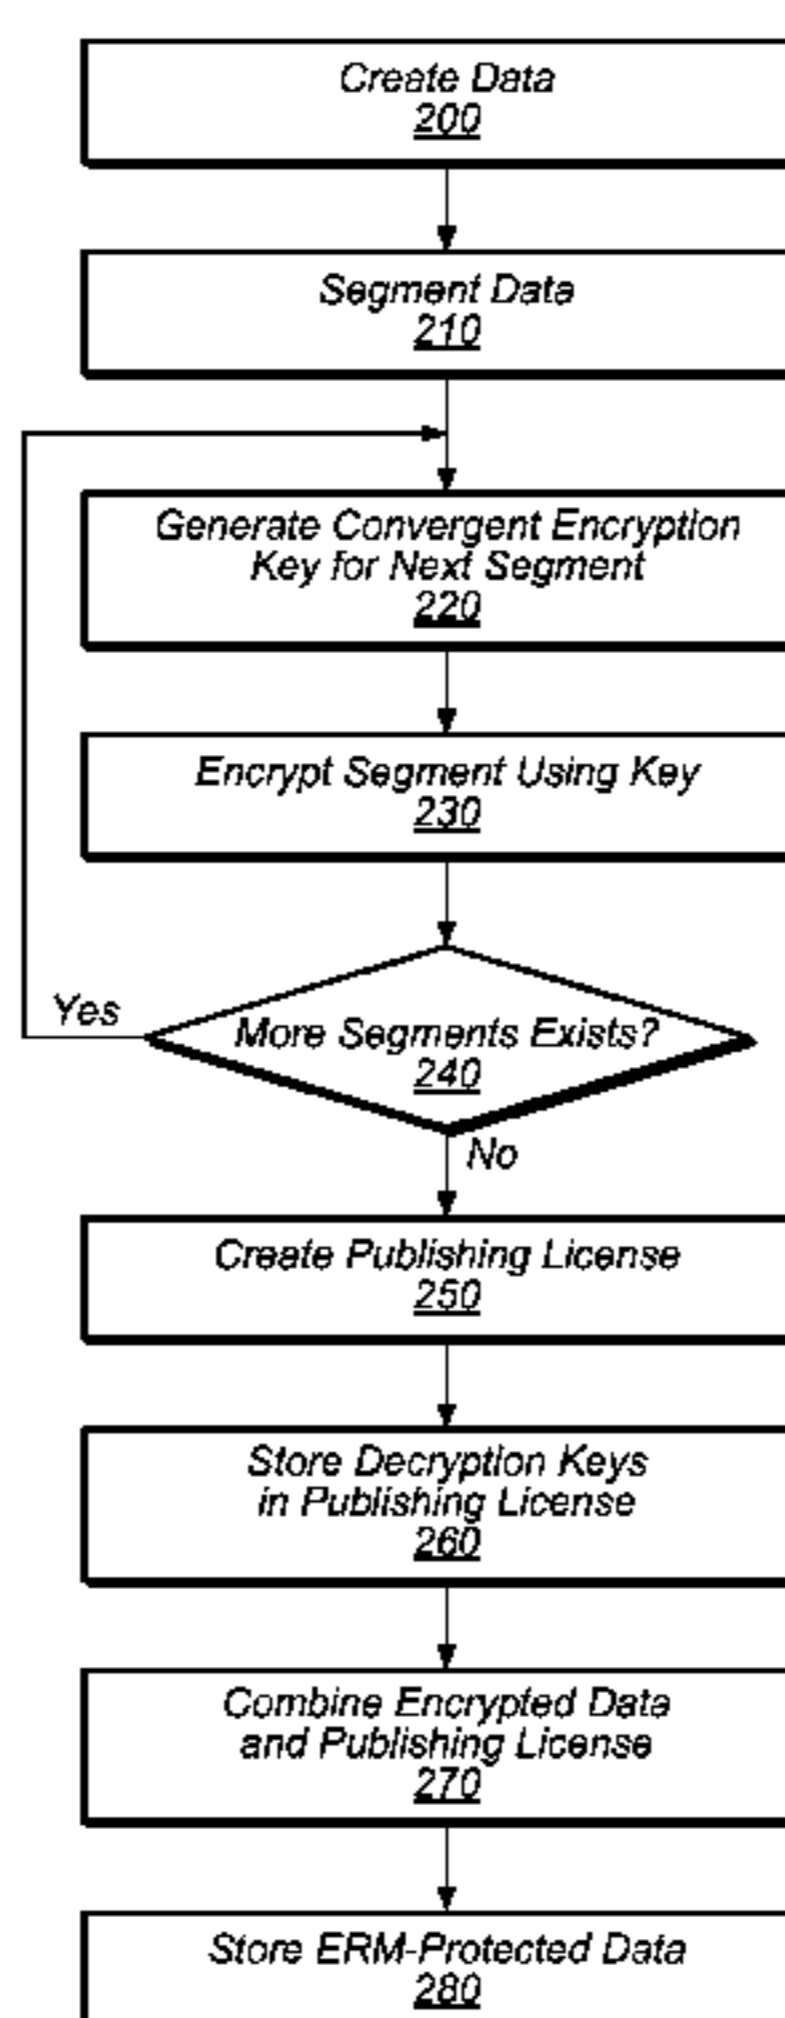 Create Data
200
Segment Data
210
Generate Convergent Encryption
Key for Next Segment
220
Encrypt Segment Using Key
230
Yes
More Segments Exists?
240
No
Create Publishing License
250
Store Decryption Keys
in Publishing License
260
Combine Encrypted Data
and Publishing License
270
Store ERM-Protected Data
280